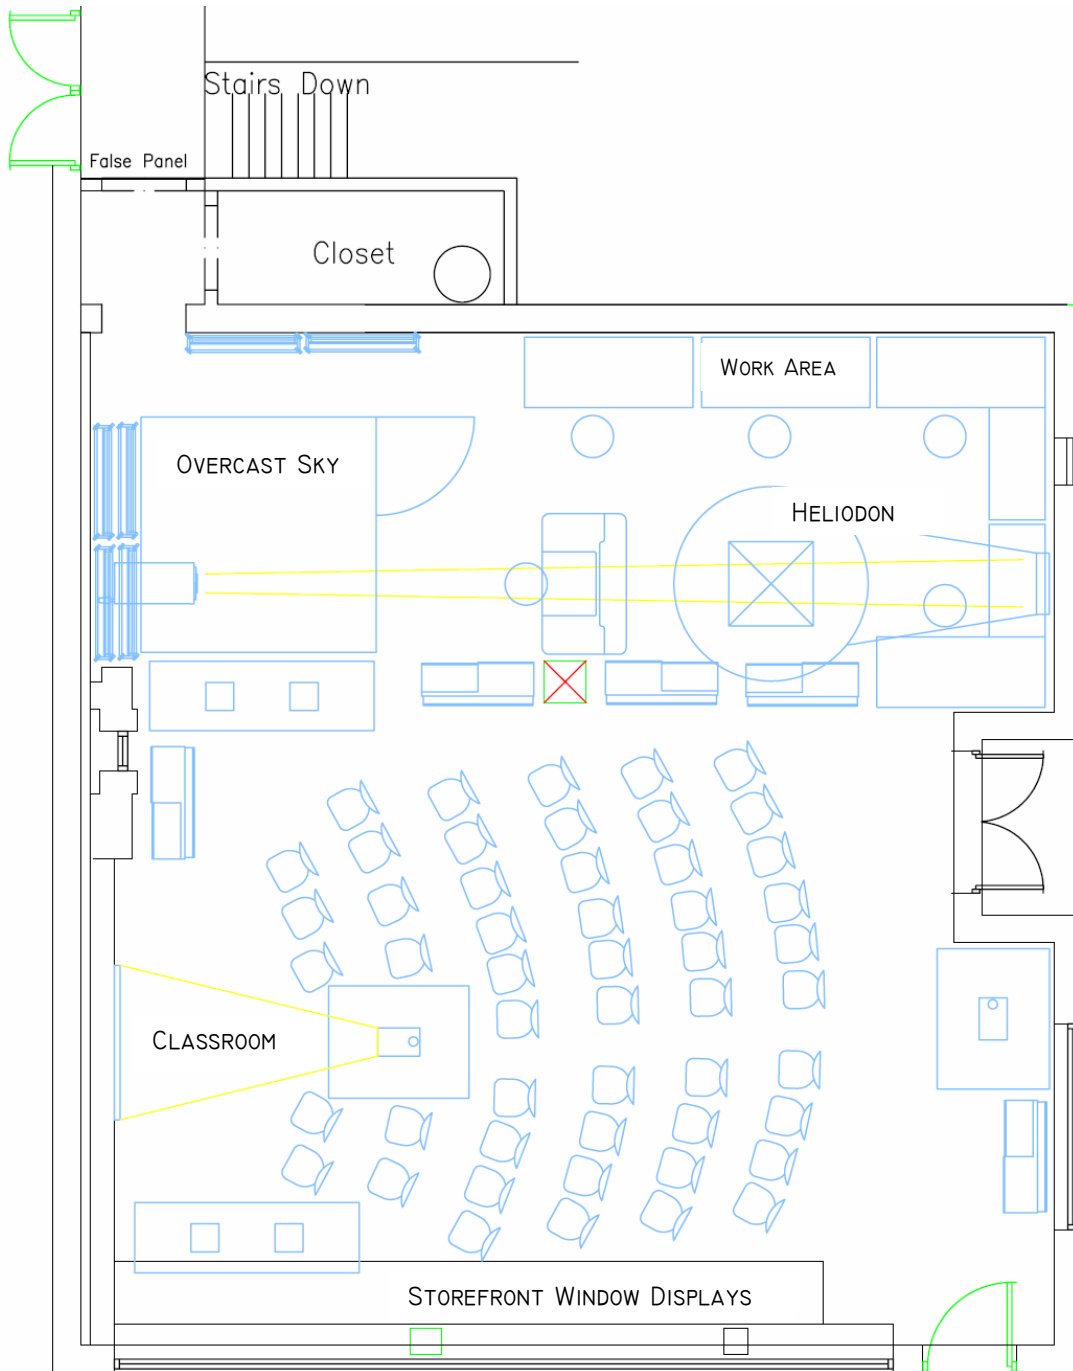 Stairs Down
False Panel
Closet
WORK AREA
OVERCAST SKY
HELIODON
CLASSROOM
STOREFRONT WINDOW DISPLAYS